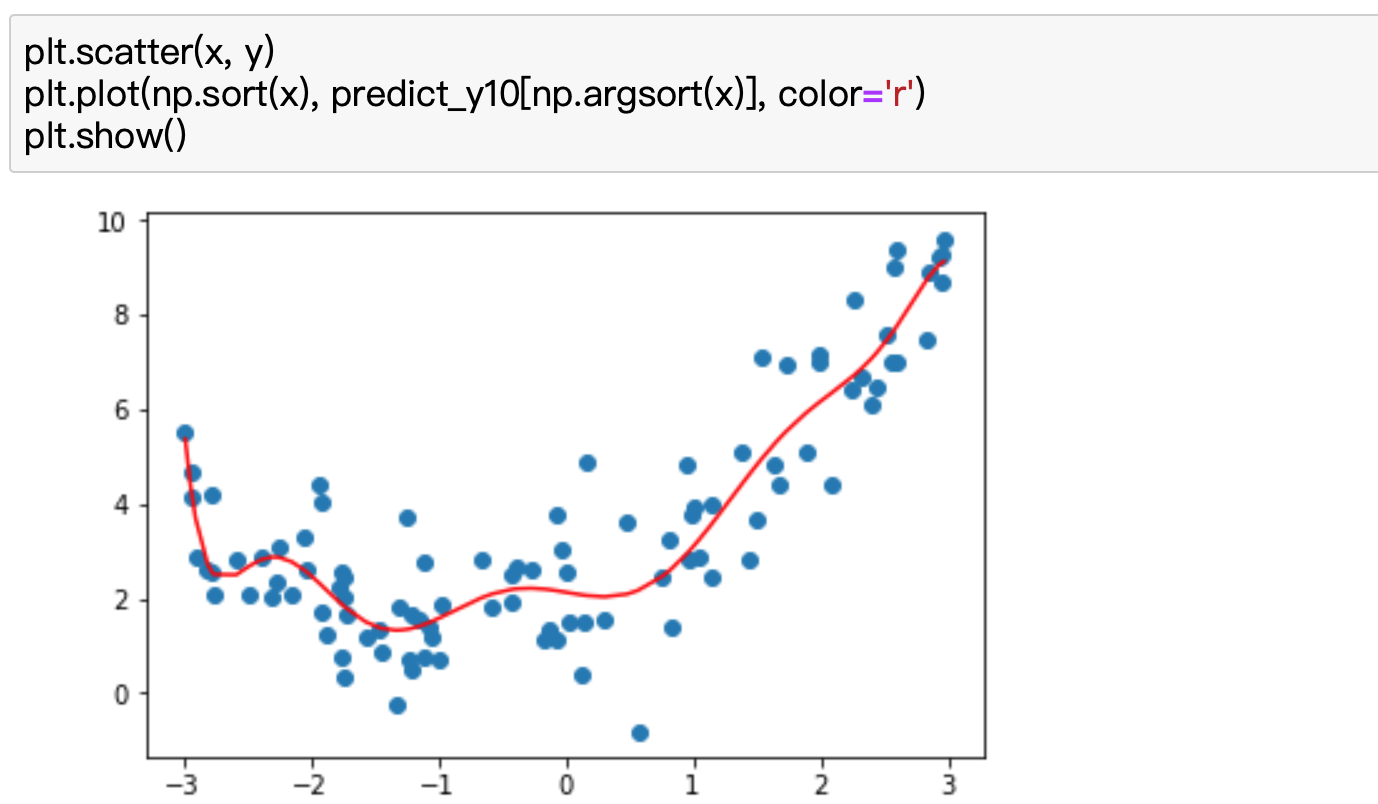 plt.scatter(x, y)
plt.plot(np.sort(x), predict_y10[np.argsort(x)], color='r')
plt.show()
10
8
6
4
2
0
−3 −2 −1 0 1 2 3